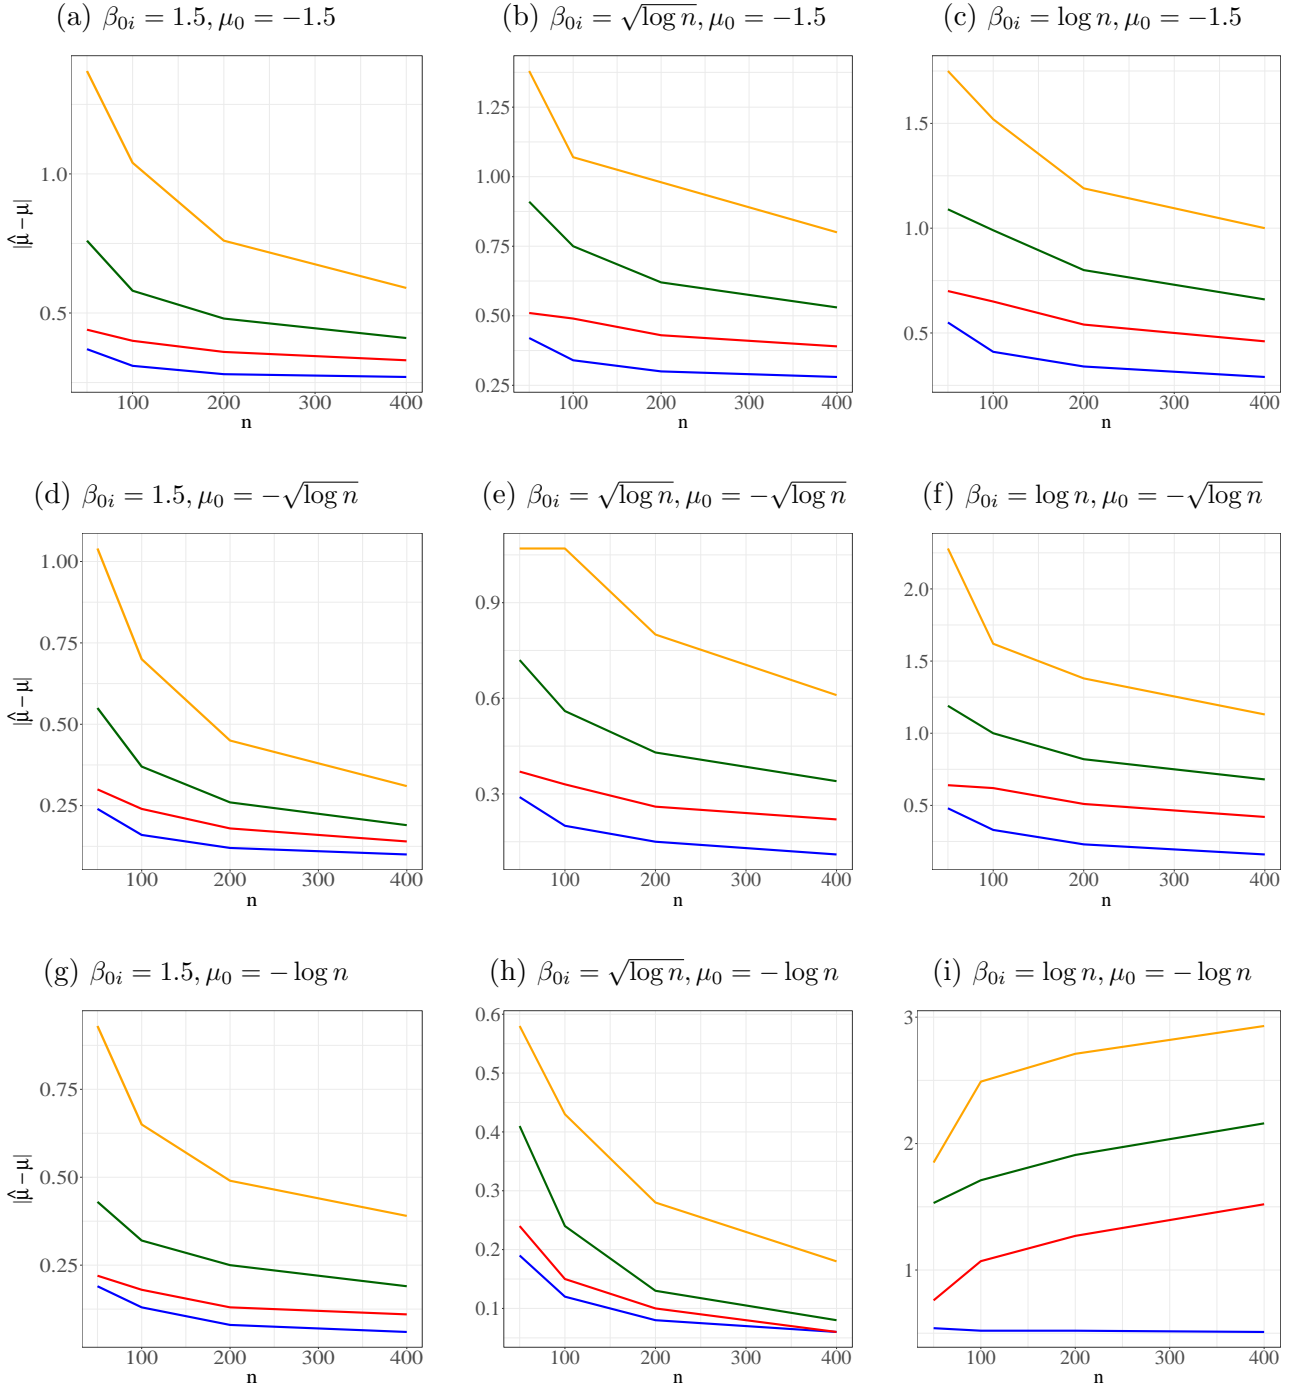 (a) β₀ᵢ = 1.5, μ₀ = −1.5
(b) β₀ᵢ = √log n, μ₀ = −1.5
(c) β₀ᵢ = log n, μ₀ = −1.5
|μ̂ − μ|
1.0
0.5
100 200 300 400
n
1.25
1.00
0.75
0.50
0.25
100 200 300 400
n
1.5
1.0
0.5
100 200 300 400
n
(d) β₀ᵢ = 1.5, μ₀ = −√log n
(e) β₀ᵢ = √log n, μ₀ = −√log n
(f) β₀ᵢ = log n, μ₀ = −√log n
|μ̂ − μ|
1.00
0.75
0.50
0.25
100 200 300 400
n
0.9
0.6
0.3
100 200 300 400
n
2.0
1.5
1.0
0.5
100 200 300 400
n
(g) β₀ᵢ = 1.5, μ₀ = − log n
(h) β₀ᵢ = √log n, μ₀ = − log n
(i) β₀ᵢ = log n, μ₀ = − log n
|μ̂ − μ|
0.75
0.50
0.25
100 200 300 400
n
0.6
0.5
0.4
0.3
0.2
0.1
100 200 300 400
n
3
2
1
100 200 300 400
n